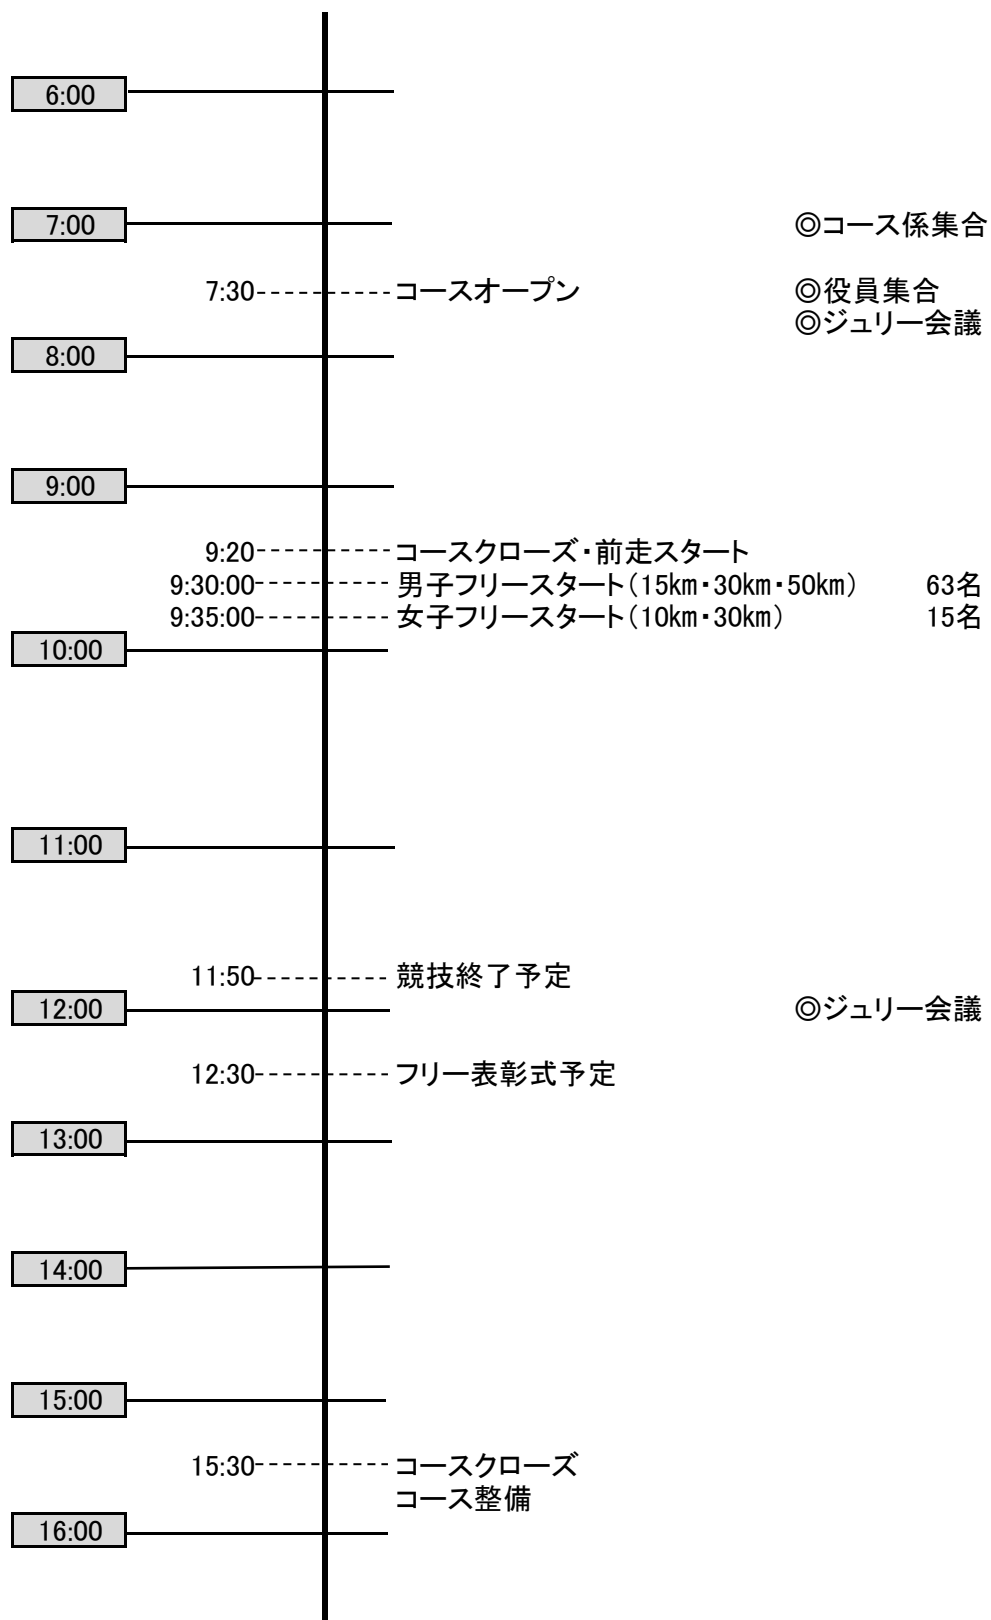 6:00
7:00 ◎コース係集合
7:30 コースオープン ◎役員集合
◎ジュリー会議
8:00
9:00
9:20 コースクローズ・前走スタート
9:30:00 男子フリースタート（15km・30km・50km） 63名
9:35:00 女子フリースタート（10km・30km） 15名
10:00
11:00
11:50 競技終了予定
12:00 ◎ジュリー会議
12:30 フリー表彰式予定
13:00
14:00
15:00
15:30 コースクローズ
コース整備
16:00